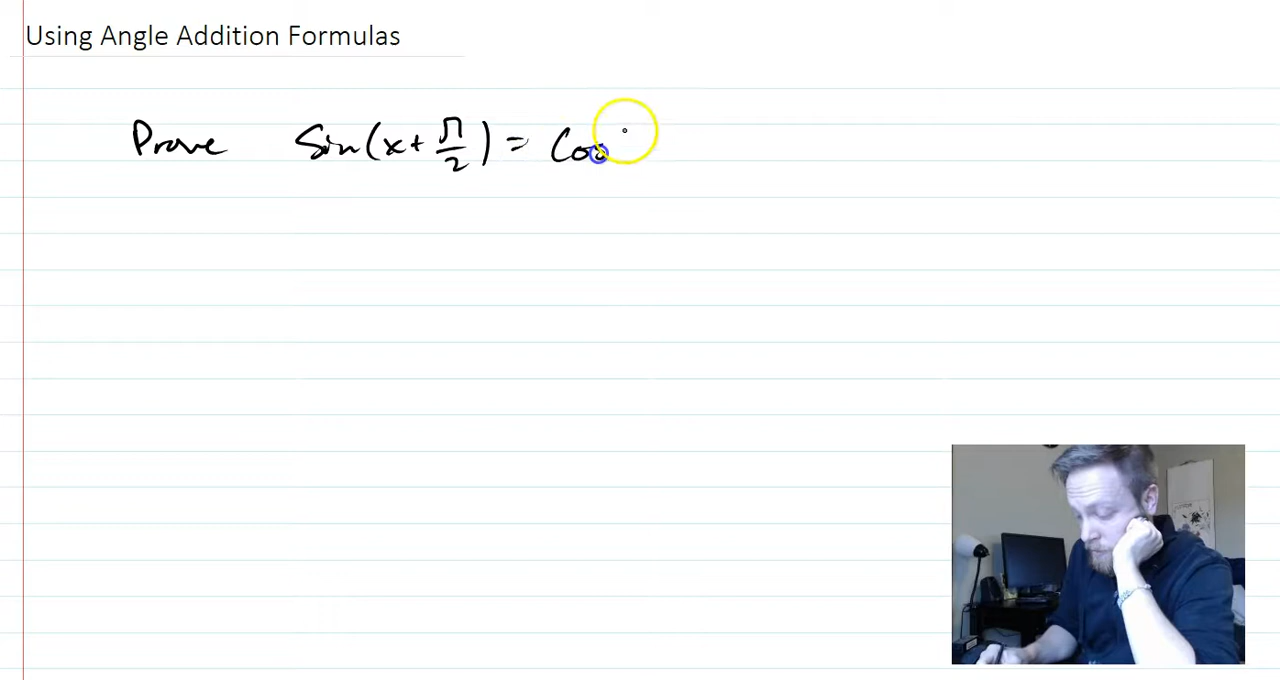 Using Angle Addition Formulas
Prove Sin(x+π/2) = Cos